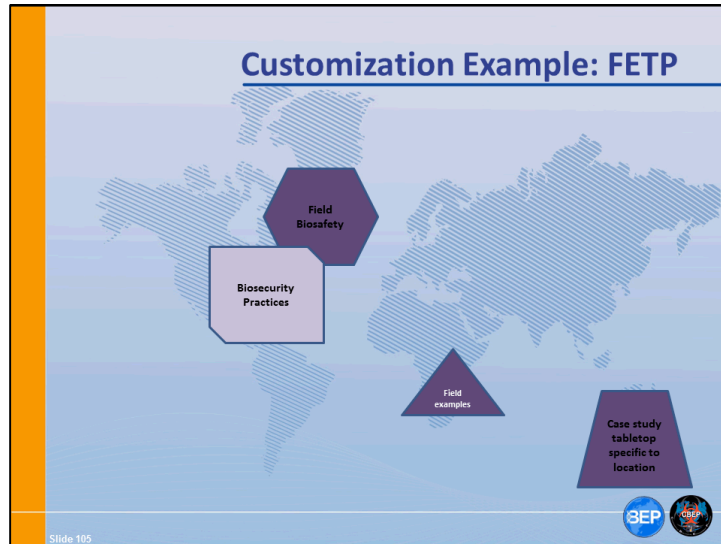 Customization Example: FETP
Field
Biosafety
Biosecurity
Practices
Field
examples
Case study
tabletop
specific to
location
BEP
CBEP
Slide 105